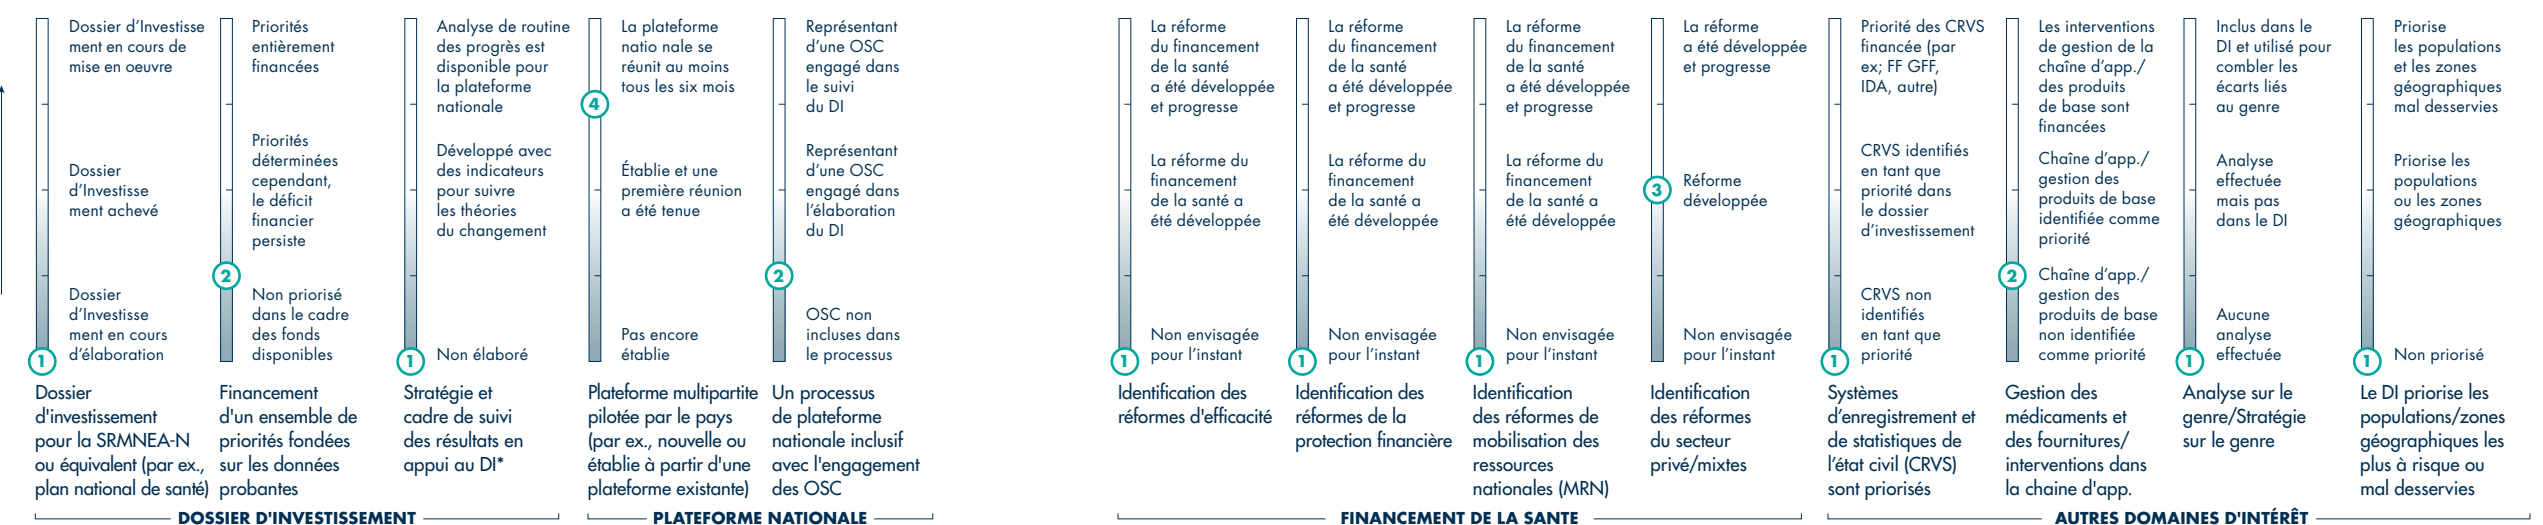 Dossier d'Investisse
ment en cours de
mise en oeuvre
Dossier
d'Investisse
ment achevé
Dossier
d'Investisse
ment en cours
d'élaboration
1
Dossier
d'investissement
pour la SRMNEA-N
ou équivalent (par ex.,
plan national de santé)
Priorités
entièrement
financées
Priorités
déterminées
cependant,
le déficit
financier
persiste
2
Non priorisé
dans le cadre
des fonds
disponibles
Financement
d'un ensemble de
priorités fondées
sur les données
probantes
Analyse de routine
des progrès est
disponible pour
la plateforme
nationale
Développé avec
des indicateurs
pour suivre
les théories
du changement
Non élaboré
1
Stratégie et
cadre de suivi
des résultats en
appui au DI*
DOSSIER D'INVESTISSEMENT
La plateforme
natio nale se
réunit au moins
tous les six mois
4
Établie et une
première réunion
a été tenue
Pas encore
établie
Plateforme multipartite
pilotée par le pays
(par ex., nouvelle ou
établie à partir d'une
plateforme existante)
Représentant
d'une OSC
engagé dans
le suivi
du DI
Représentant
d'une OSC
engagé dans
l'élaboration
du DI
2
OSC non
incluses dans
le processus
Un processus
de plateforme
nationale inclusif
avec l'engagement
des OSC
PLATEFORME NATIONALE
La réforme
du financement
de la santé
a été développée
et progresse
La réforme du
financement
de la santé a
été développée
Non envisagée
pour l'instant
1
Identification des
réformes d'efficacité
La réforme
du financement
de la santé
a été développée
et progresse
La réforme du
financement
de la santé a
été développée
Non envisagée
pour l'instant
1
Identification des
réformes de la
protection financière
La réforme
du financement
de la santé
a été développée
et progresse
La réforme du
financement
de la santé a
été développée
Non envisagée
pour l'instant
1
Identification
des réformes de
mobilisation des
ressources
nationales (MRN)
La réforme
a été développée
et progresse
3
Réforme
développée
Non envisagée
pour l'instant
Identification
des réformes
du secteur
privé/mixtes
FINANCEMENT DE LA SANTE
Priorité des CRVS
financée (par
ex; FF GFF,
IDA, autre)
CRVS identifiés
en tant que
priorité dans
le dossier
d'investissement
CRVS non
identifiés
en tant que
priorité
1
Systèmes
d'enregistrement et
de statistiques de
l'état civil (CRVS)
sont priorisés
Les interventions
de gestion de la
chaîne d'app./
des produits
de base sont
financées
Chaîne d'app./
gestion des
produits de base
identifiée comme
priorité
2
Chaîne d'app./
gestion des
produits de base
non identifiée
comme priorité
Gestion des
médicaments et
des fournitures/
interventions dans
la chaine d'app.
Inclus dans le
DI et utilisé pour
combler les
écarts liés
au genre
Analyse
effectuée
mais pas
dans le DI
Aucune
analyse
effectuée
1
Analyse sur le
genre/Stratégie
sur le genre
Priorise
les populations
et les zones
géographiques
mal desservies
Priorise les
populations
ou les zones
géographiques
Non priorisé
1
Le DI priorise les
populations/zones
géographiques les
plus à risque ou
mal desservies
AUTRES DOMAINES D'INTÉRÊT